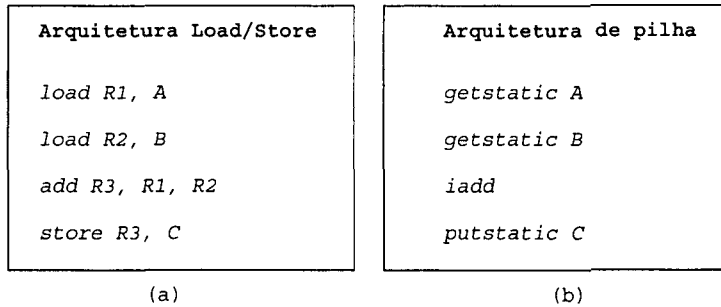 Arquitetura Load/Store
load R1, A
load R2, B
add R3, R1, R2
store R3, C
(a)
Arquitetura de pilha
getstatic A
getstatic B
iadd
putstatic C
(b)